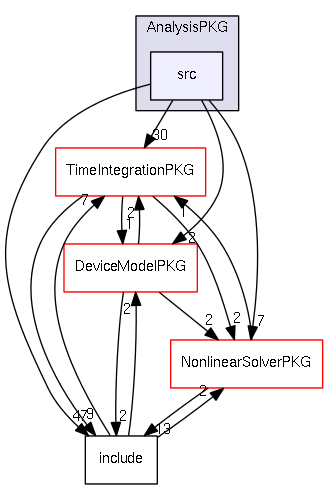 AnalysisPKG
src
30
TimeIntegrationPKG
7
2
1
1
2
DeviceModelPKG
2
2
2
7
NonlinearSolverPKG
2
47
9
2
13
include